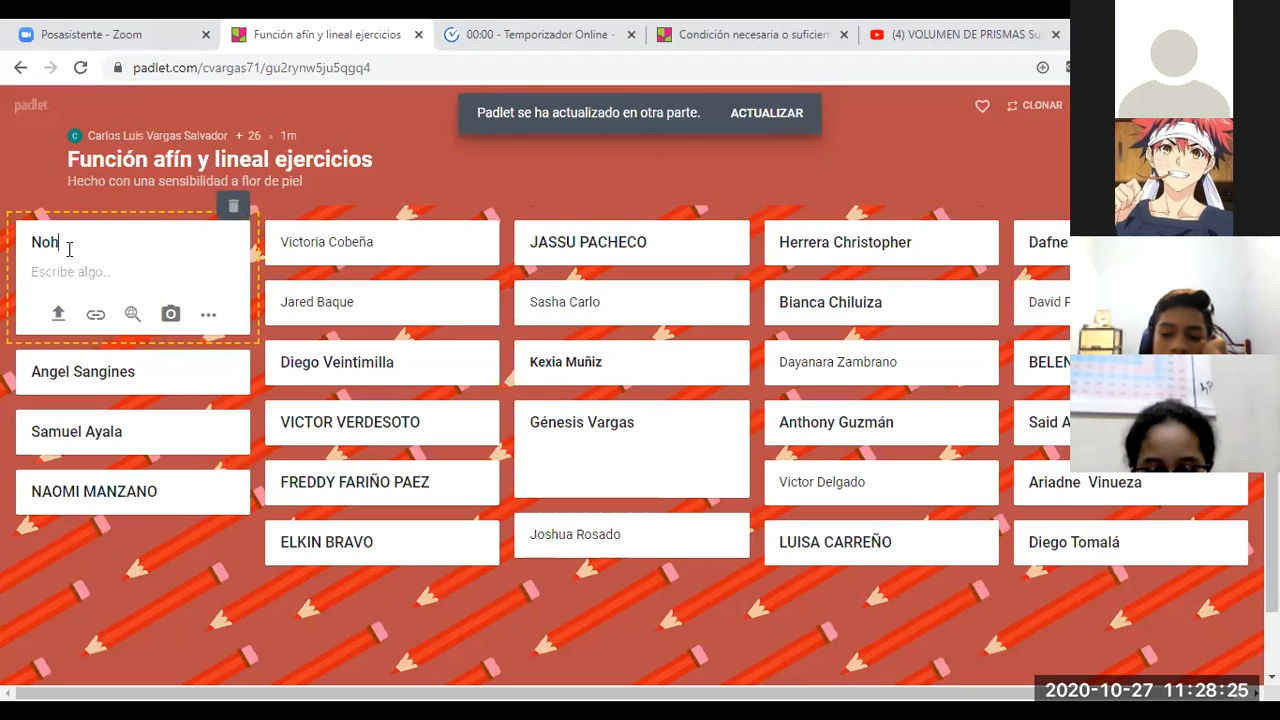 Posasistente - Zoom
Función afín y lineal ejercicios
00:00 - Temporizador Online -
Condición necesaria o suficien
(4) VOLUMEN DE PRISMAS Su
padlet.com/cvargas71/gu2rynw5ju5qgq4
padlet
Padlet se ha actualizado en otra parte.
ACTUALIZAR
CLONAR
C
Carlos Luis Vargas Salvador + 26 • 1m
Función afín y lineal ejercicios
Hecho con una sensibilidad a flor de piel
Noh
Escribe algo...
Angel Sangines
Samuel Ayala
NAOMI MANZANO
Victoria Cobeña
Jared Baque
Diego Veintimilla
VICTOR VERDESOTO
FREDDY FARIÑO PAEZ
ELKIN BRAVO
JASSU PACHECO
Sasha Carlo
Kexia Muñiz
Génesis Vargas
Joshua Rosado
Herrera Christopher
Bianca Chiluiza
Dayanara Zambrano
Anthony Guzmán
Victor Delgado
LUISA CARREÑO
Dafne
David F
BELEN
Said A
Ariadne Vinueza
Diego Tomalá
2020-10-27 11:28:25